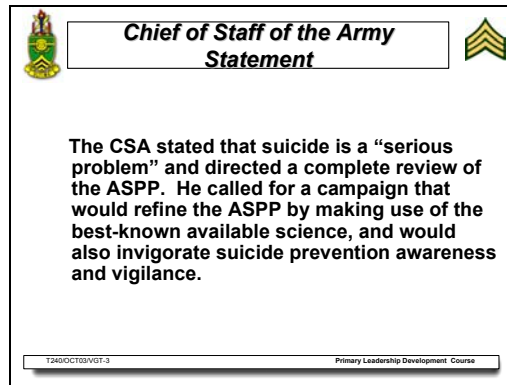 Chief of Staff of the Army
Statement
The CSA stated that suicide is a “serious
problem” and directed a complete review of
the ASPP. He called for a campaign that
would refine the ASPP by making use of the
best-known available science, and would
also invigorate suicide prevention awareness
and vigilance.
T240/OCT03/VGT-3
Primary Leadership Development Course